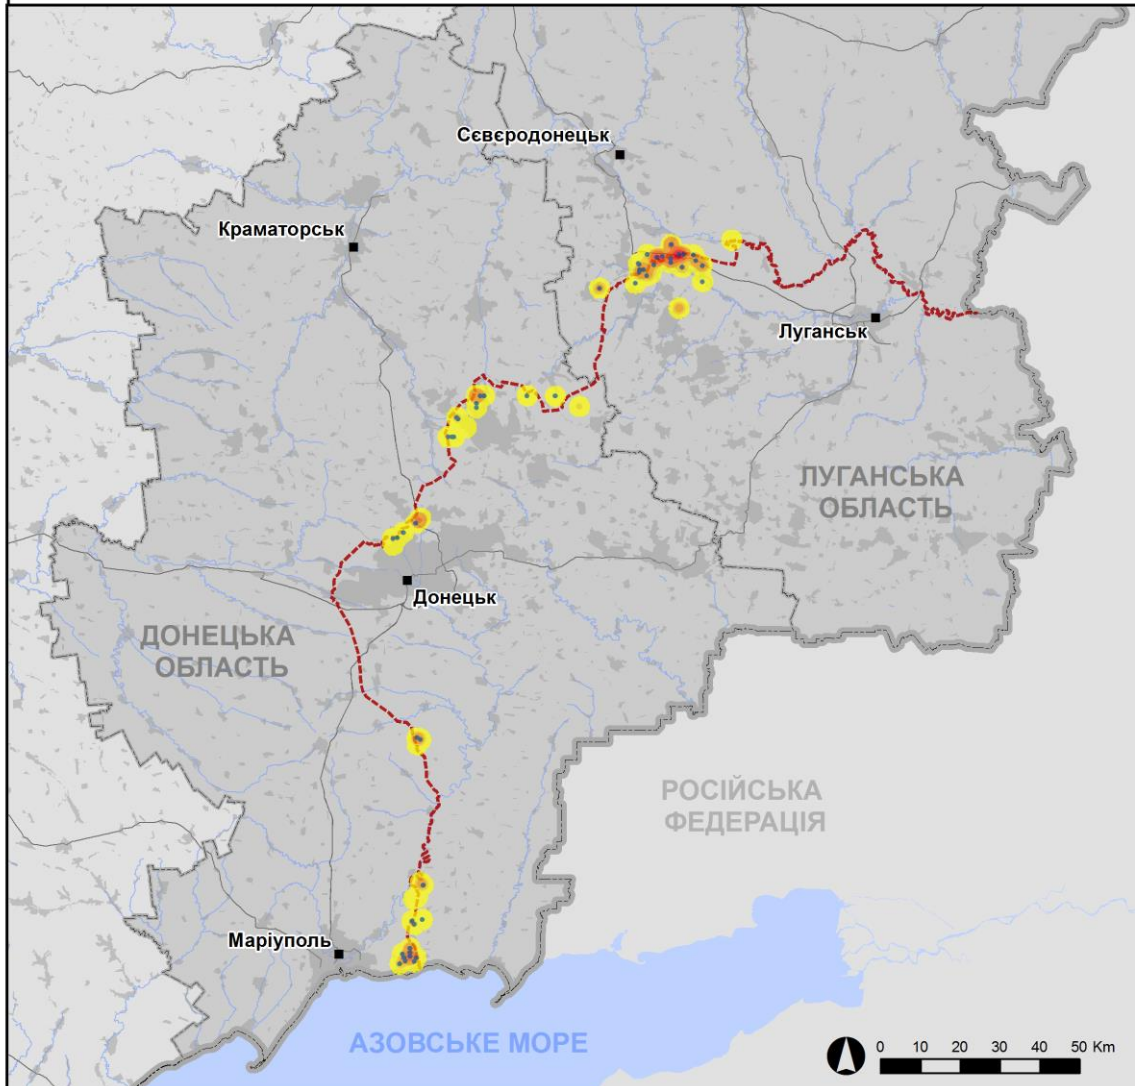 Сєвєродонецьк
Краматорськ
Луганськ
ЛУГАНСЬКА
ОБЛАСТЬ
Донецьк
ДОНЕЦЬКА
ОБЛАСТЬ
РОСІЙСЬКА
ФЕДЕРАЦІЯ
Маріуполь
АЗОВСЬКЕ МОРЕ
0 10 20 30 40 50 Km